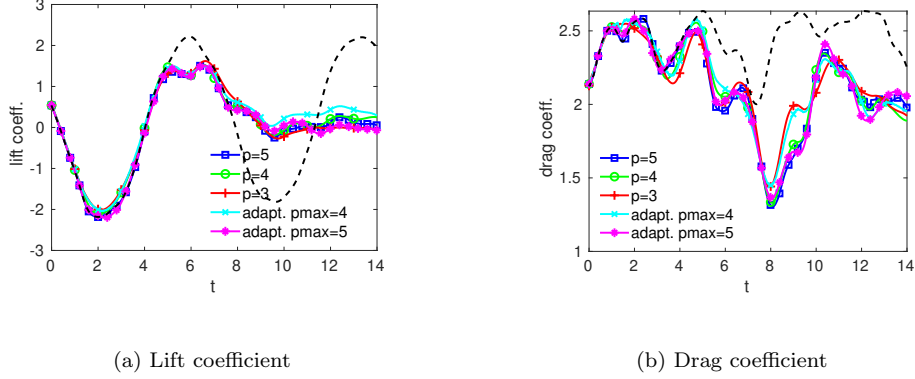 3
2
1
0
-1
-2
-3
lift coeff.
p=5
p=4
p=3
adapt. pmax=4
adapt. pmax=5
0 2 4 6 8 10 12 14
t
(a) Lift coefficient
2.5
2
1.5
1
drag coeff.
p=5
p=4
p=3
adapt. pmax=4
adapt. pmax=5
0 2 4 6 8 10 12 14
t
(b) Drag coefficient